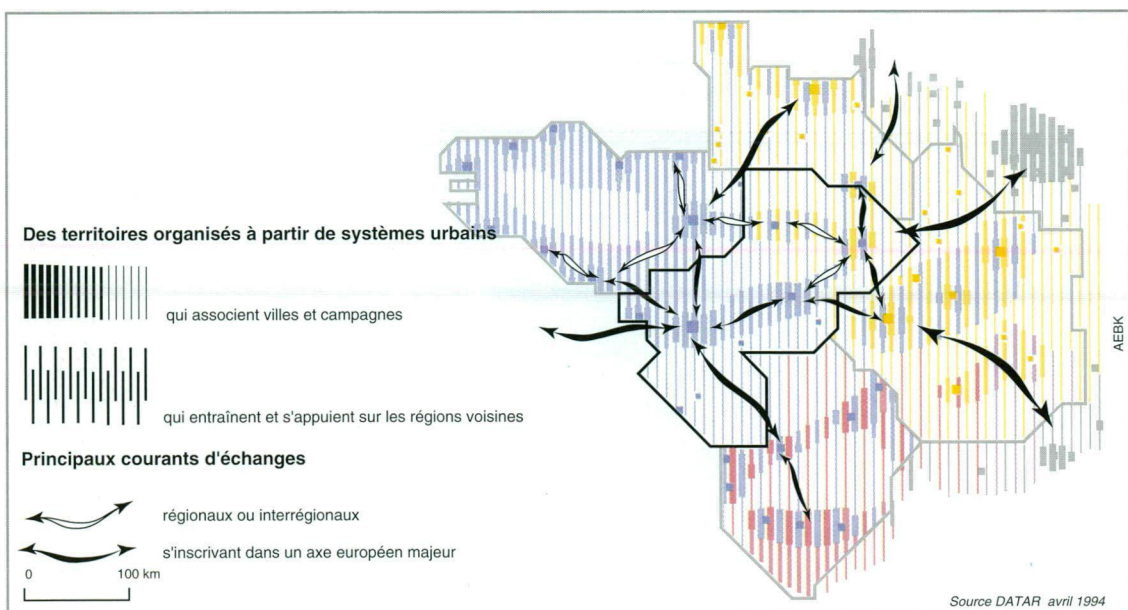 Des territoires organisés à partir de systèmes urbains
qui associent villes et campagnes
qui entraînent et s'appuient sur les régions voisines
Principaux courants d'échanges
régionaux ou interrégionaux
s'inscrivant dans un axe européen majeur
0 100 km
AEBK
Source DATAR avril 1994